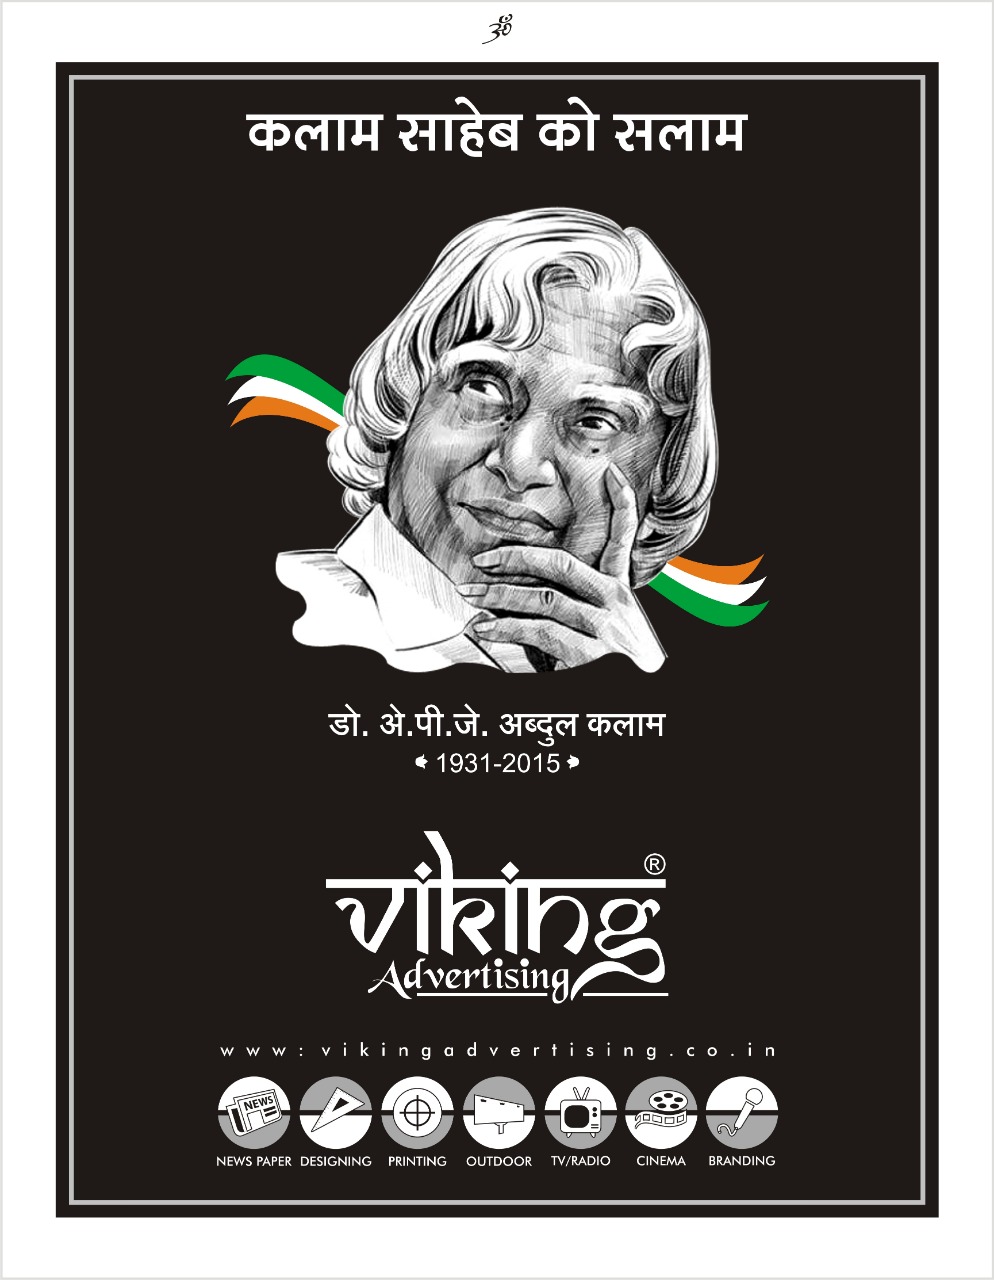 ॐ
कलाम साहेब को सलाम
डो. अे.पी.जे. अब्दुल कलाम
1931-2015
viking®
Advertising
www:vikingadvertising.co.in
NEWS
NEWS PAPER DESIGNING PRINTING OUTDOOR TV/RADIO CINEMA BRANDING